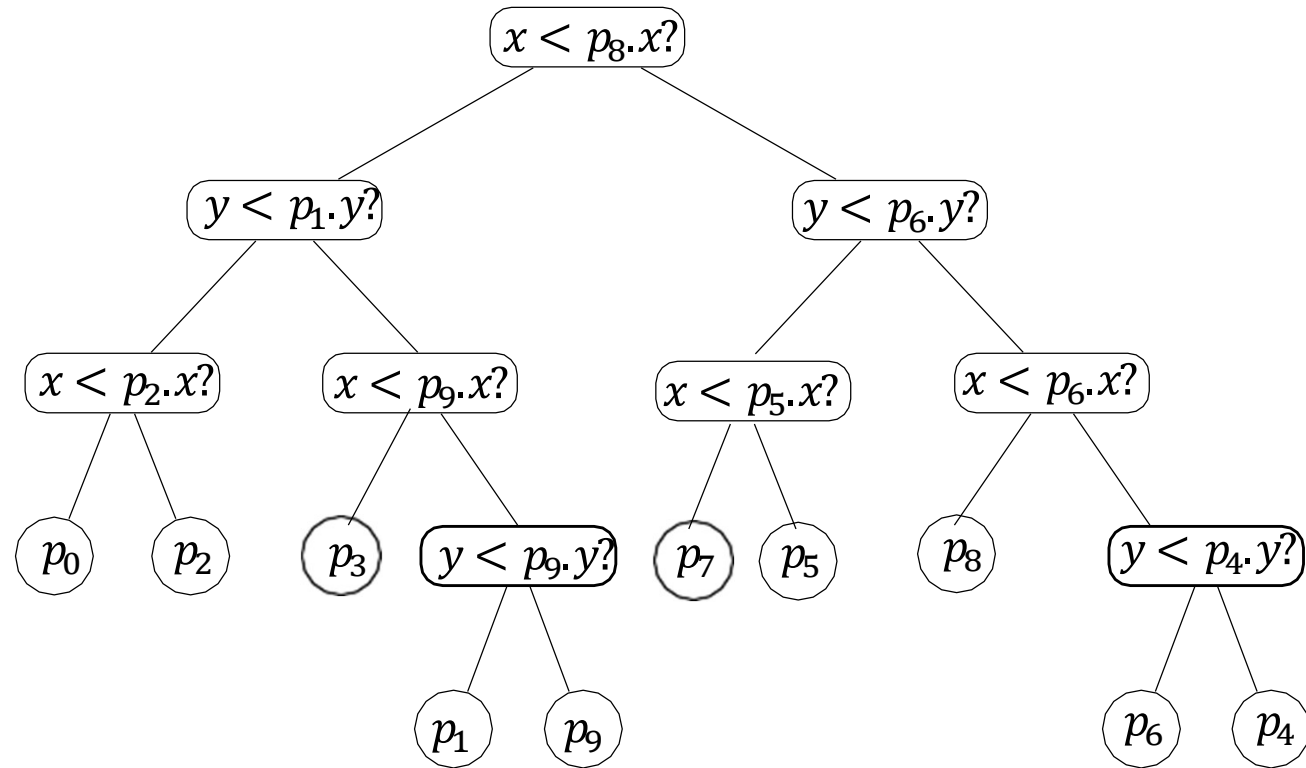 x < p₈.x?
y < p₁.y?
y < p₆.y?
x < p₂.x?
x < p₉.x?
x < p₅.x?
x < p₆.x?
p₀
p₂
p₃
y < p₉.y?
p₇
p₅
p₈
y < p₄.y?
p₁
p₉
p₆
p₄